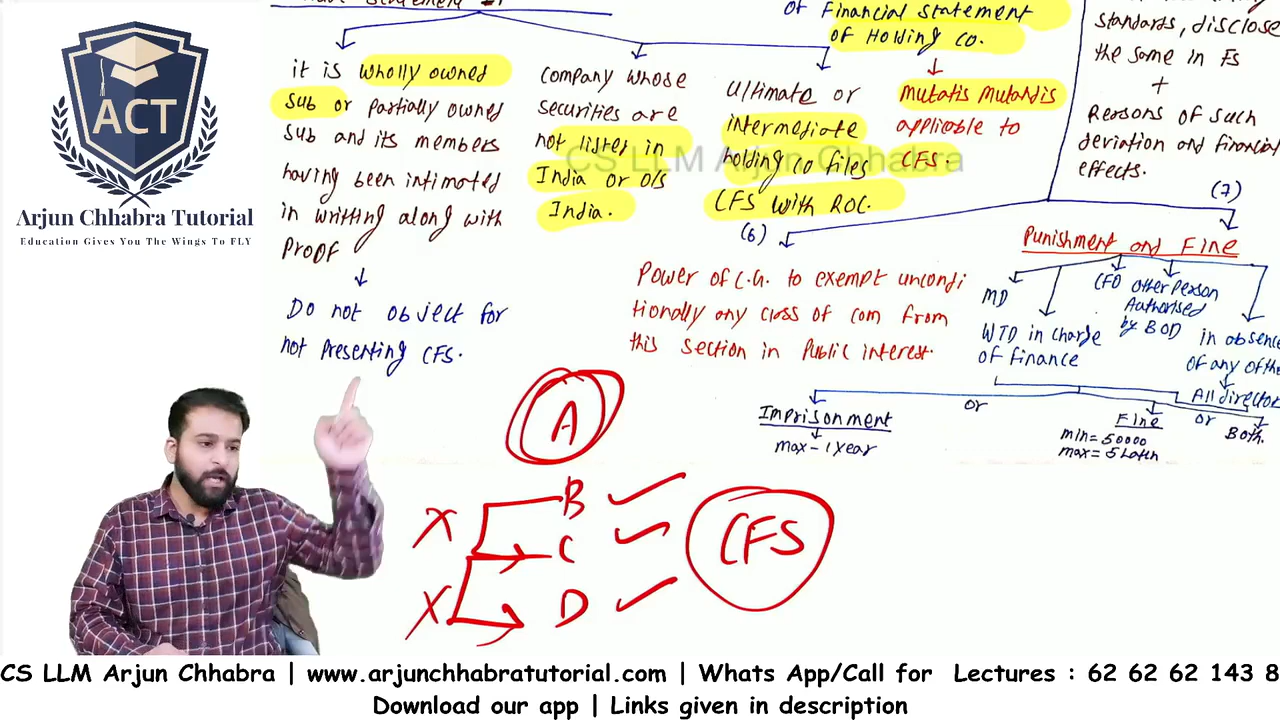 ACT
Arjun Chhabra Tutorial
Education Gives You The Wings To FLY
it is wholly owned
sub or partially owned
sub and its members
having been intimated
in writting along with
Proof
Do not object for
not presenting CFS.
company whose
securities are
not listed in
India or O/s
India.
of Financial statement
of Holding co.
Ultimate or
intermediate
holding co files
CFS with ROC.
mutatis mutandis
applicable to
CFS.
CS LLM Arjun Chhabra
standards, disclose
the same in FS
+
Reasons of such
deviation and financial
effects.
(6)
Power of C.G. to exempt uncondi
tionally any class of com from
this section in Public interest.
(7)
Punishment and Fine
MD
WTD in charge
of finance
CFO
other person
Authorised
by BOD
in absence
of any of the
All director
Imprisonment
max - 1 year
or
Fine
min = 50000
max = 5 lakh
or
Both.
A
X
B
C
X
D
CFS
CS LLM Arjun Chhabra | www.arjunchhabratutorial.com | Whats App/Call for Lectures : 62 62 62 143 8
Download our app | Links given in description